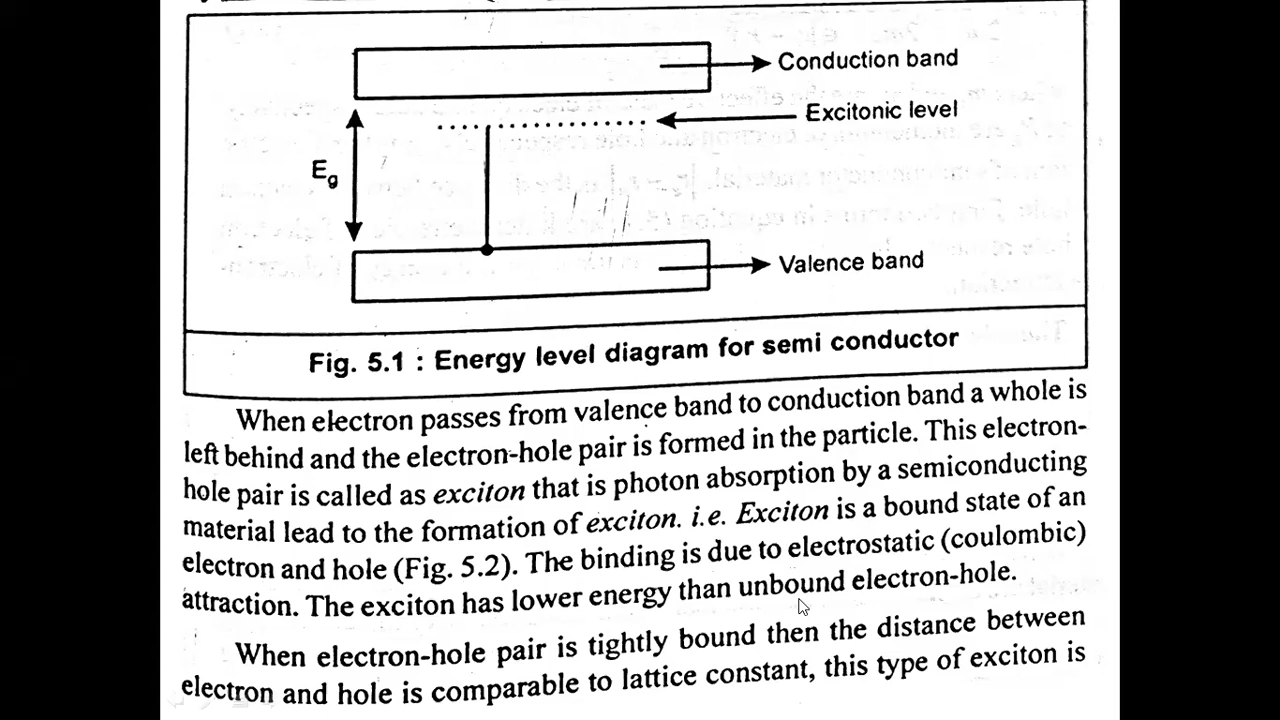 Conduction band
Excitonic level
Eg
Valence band
Fig. 5.1 : Energy level diagram for semi conductor
When electron passes from valence band to conduction band a whole is
left behind and the electron-hole pair is formed in the particle. This electron-
hole pair is called as exciton that is photon absorption by a semiconducting
material lead to the formation of exciton. i.e. Exciton is a bound state of an
electron and hole (Fig. 5.2). The binding is due to electrostatic (coulombic)
attraction. The exciton has lower energy than unbound electron-hole.
When electron-hole pair is tightly bound then the distance between
electron and hole is comparable to lattice constant, this type of exciton is